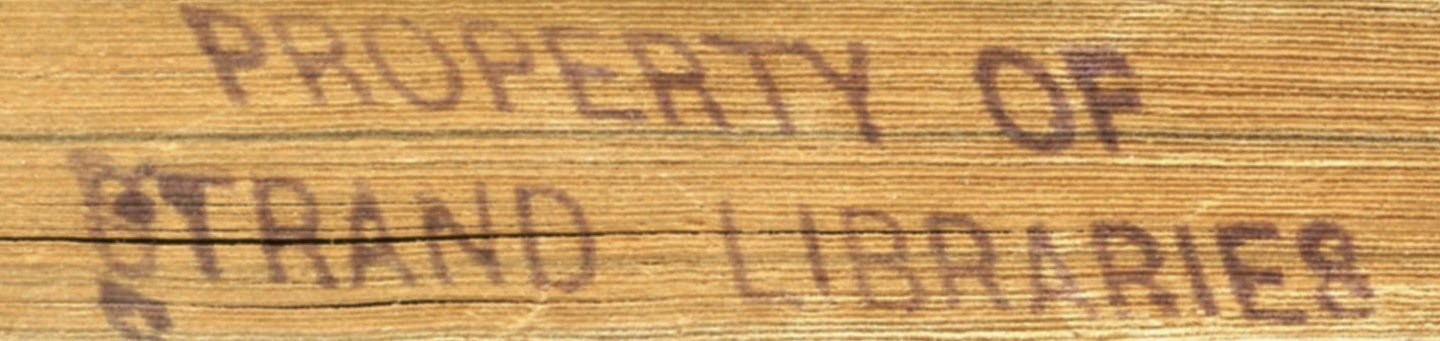 PROPERTY OF
STRAND LIBRARIES